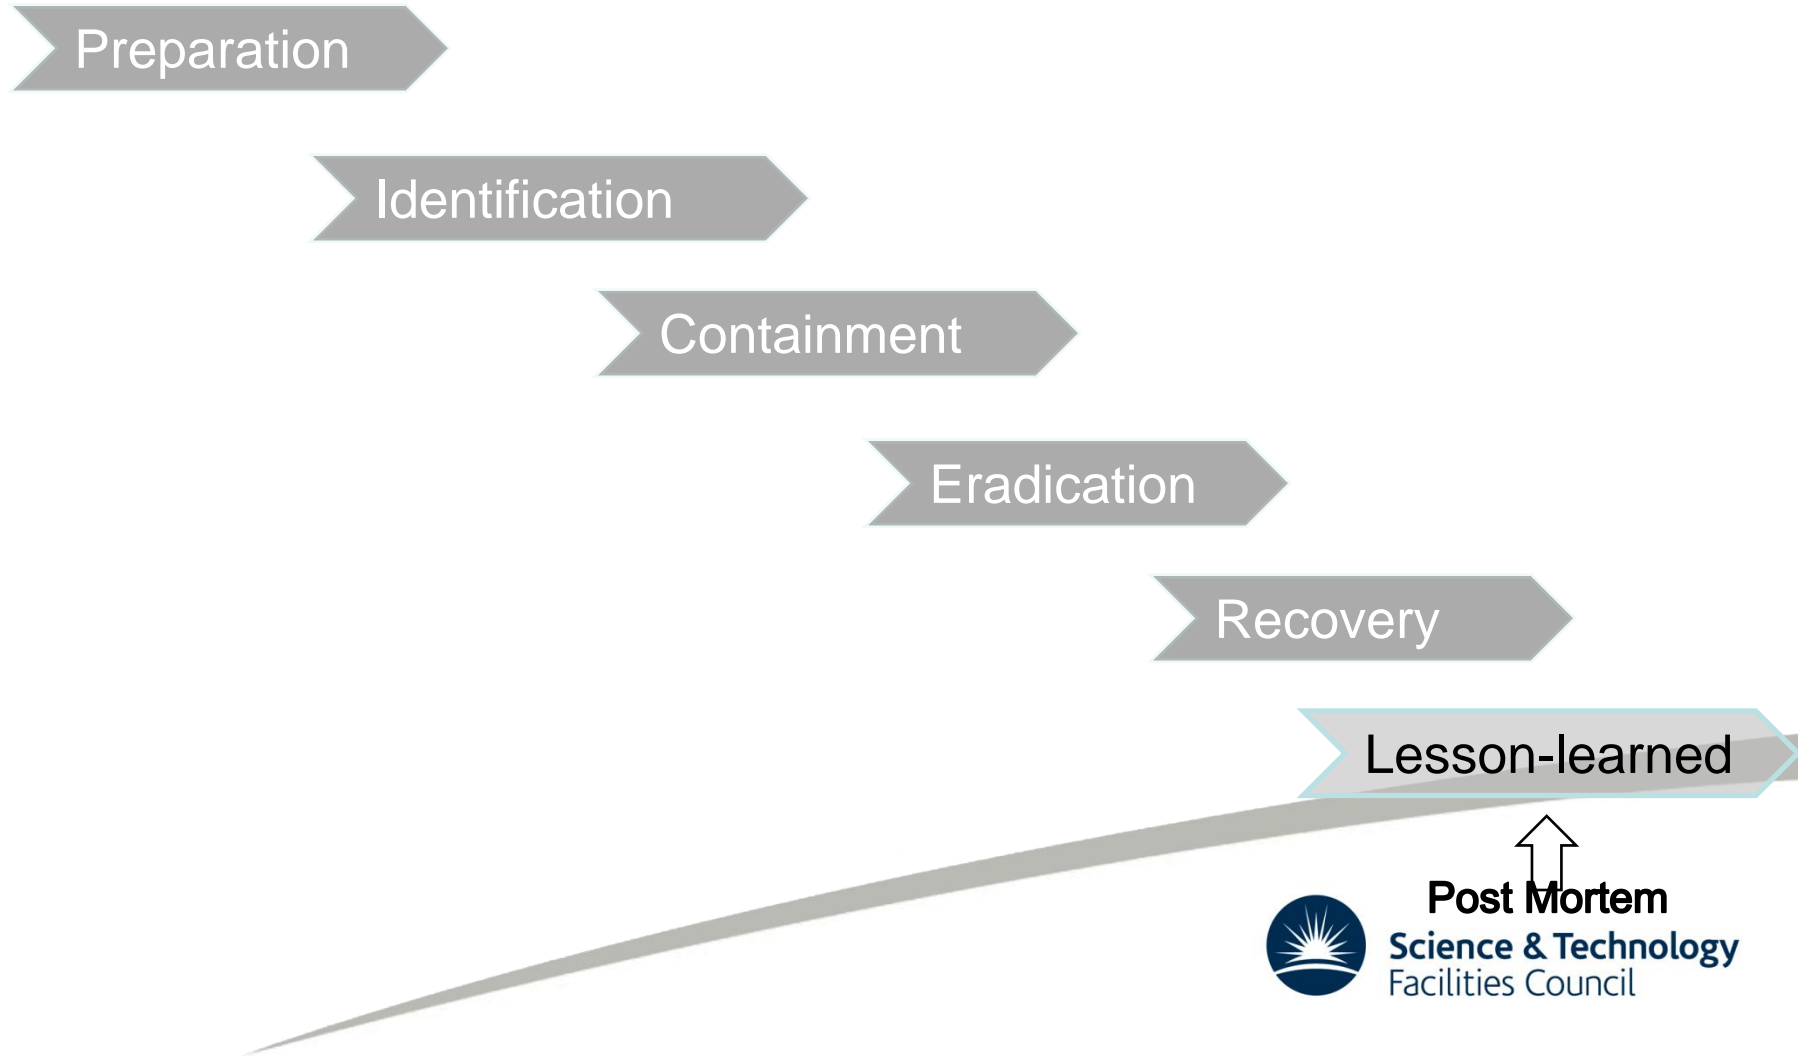 Preparation
Identification
Containment
Eradication
Recovery
Lesson-learned
Post Mortem
Science & Technology
Facilities Council